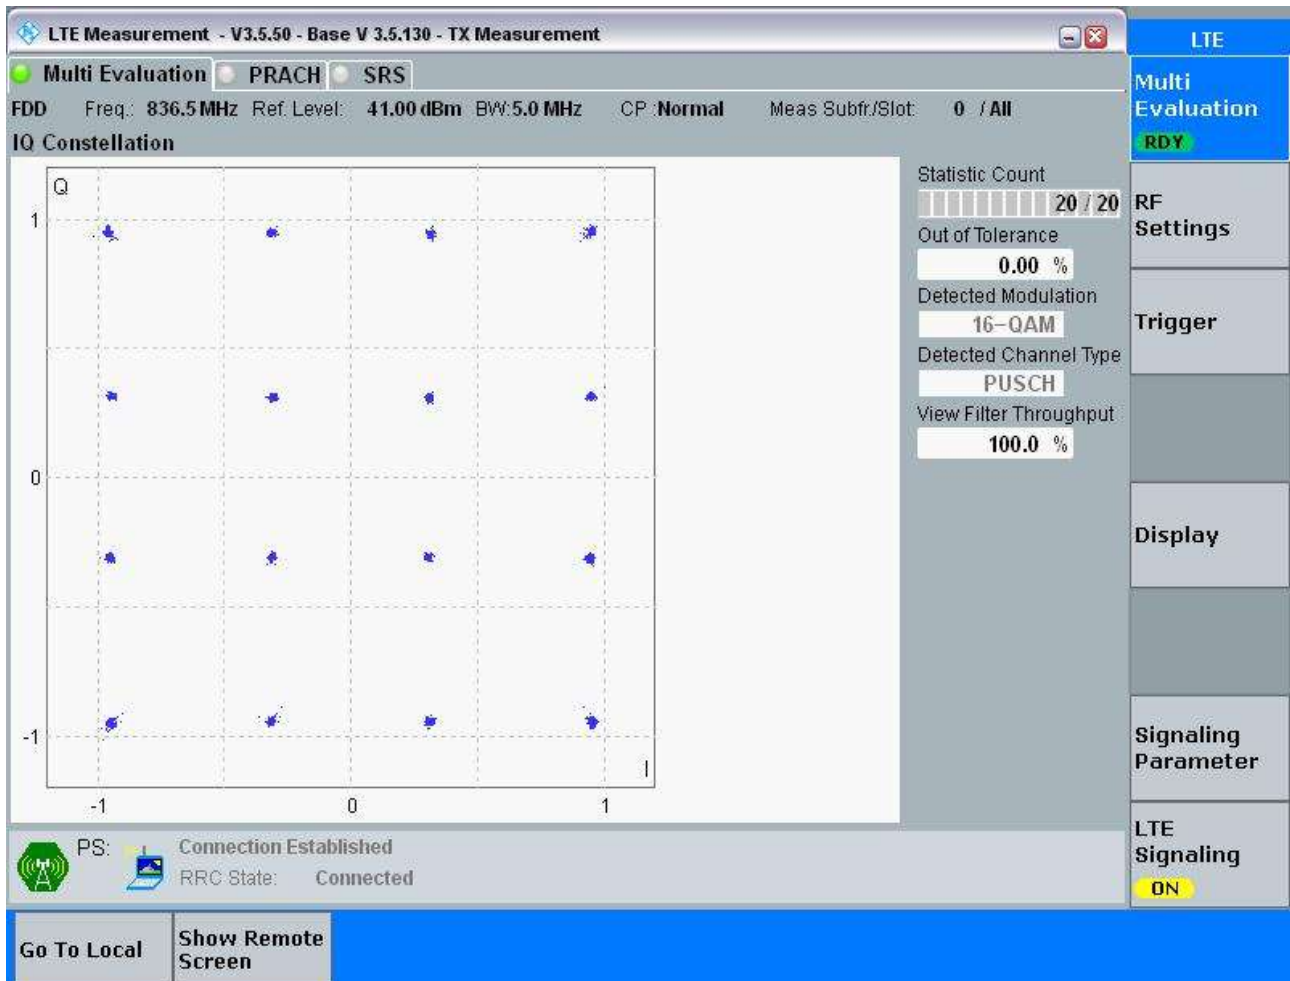 LTE Measurement - V3.5.50 - Base V 3.5.130 - TX Measurement
LTE
Multi Evaluation PRACH SRS
FDD Freq.: 836.5 MHz Ref. Level: 41.00 dBm BW:5.0 MHz CP :Normal Meas Subfr./Slot: 0 / All
IQ Constellation
Q
1
0
-1
I
-1 0 1
Statistic Count
20 / 20
Out of Tolerance
0.00 %
Detected Modulation
16-QAM
Detected Channel Type
PUSCH
View Filter Throughput
100.0 %
Multi
Evaluation
RDY
RF
Settings
Trigger
Display
Signaling
Parameter
LTE
Signaling
ON
PS: Connection Established
RRC State: Connected
Go To Local
Show Remote
Screen